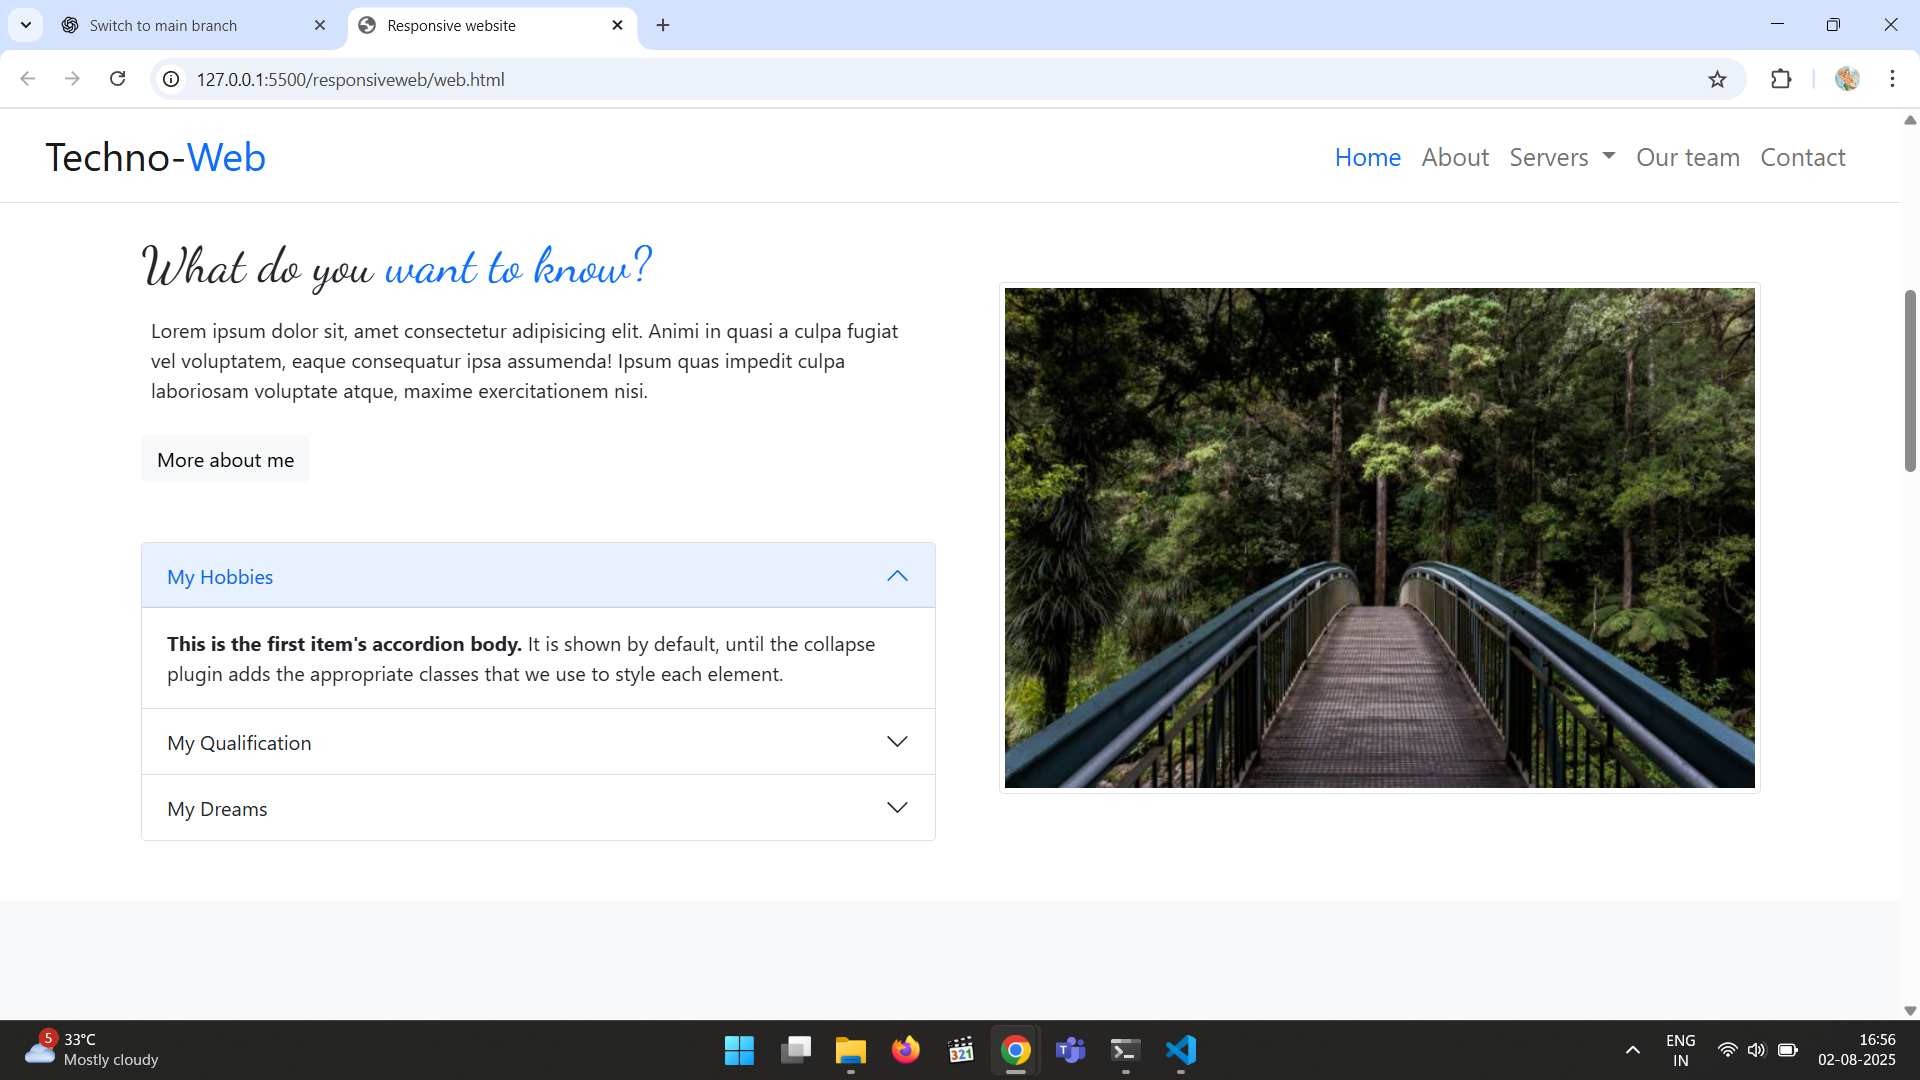 Switch to main branch
Responsive website
127.0.0.1:5500/responsiveweb/web.html
Techno-Web
Home About Servers Our team Contact
What do you want to know?
Lorem ipsum dolor sit, amet consectetur adipisicing elit. Animi in quasi a culpa fugiat
vel voluptatem, eaque consequatur ipsa assumenda! Ipsum quas impedit culpa
laboriosam voluptate atque, maxime exercitationem nisi.
More about me
My Hobbies
This is the first item's accordion body. It is shown by default, until the collapse
plugin adds the appropriate classes that we use to style each element.
My Qualification
My Dreams
5
33°C
Mostly cloudy
321
T
ENG
IN
16:56
02-08-2025